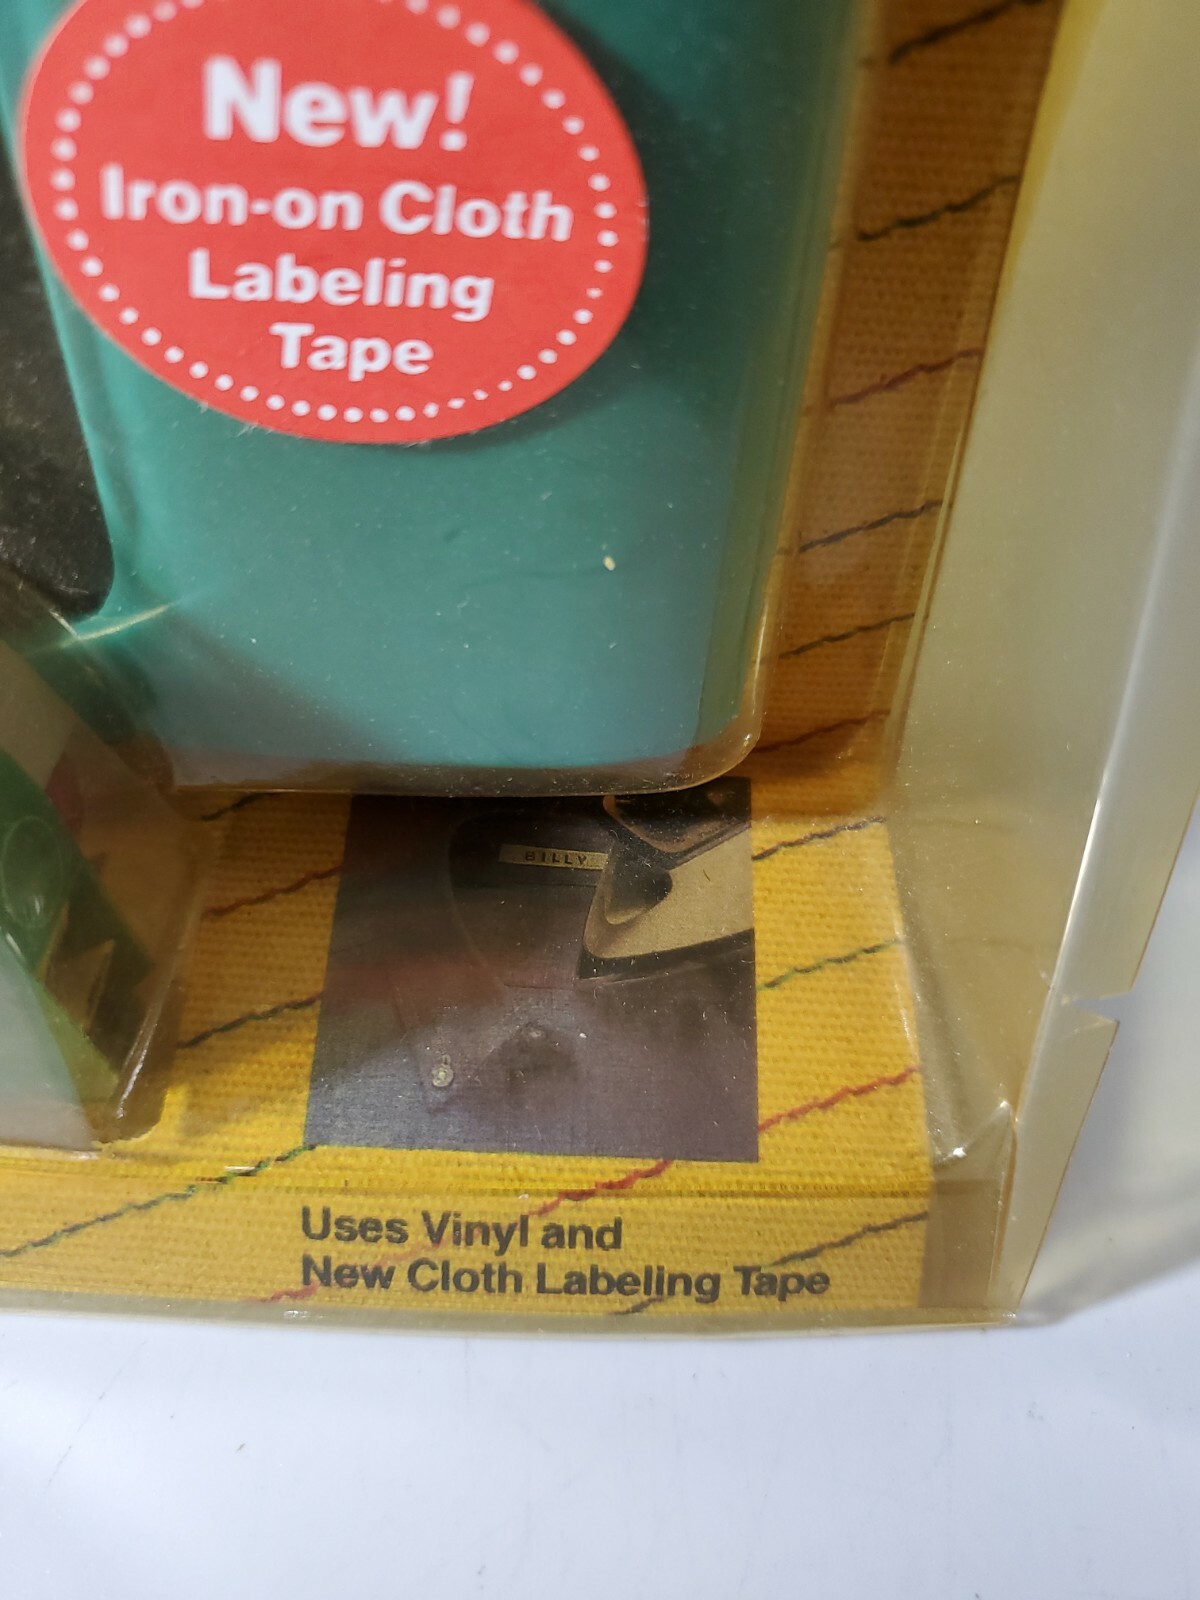 New!
Iron-on Cloth
Labeling
Tape
BILLY
Uses Vinyl and
New Cloth Labeling Tape